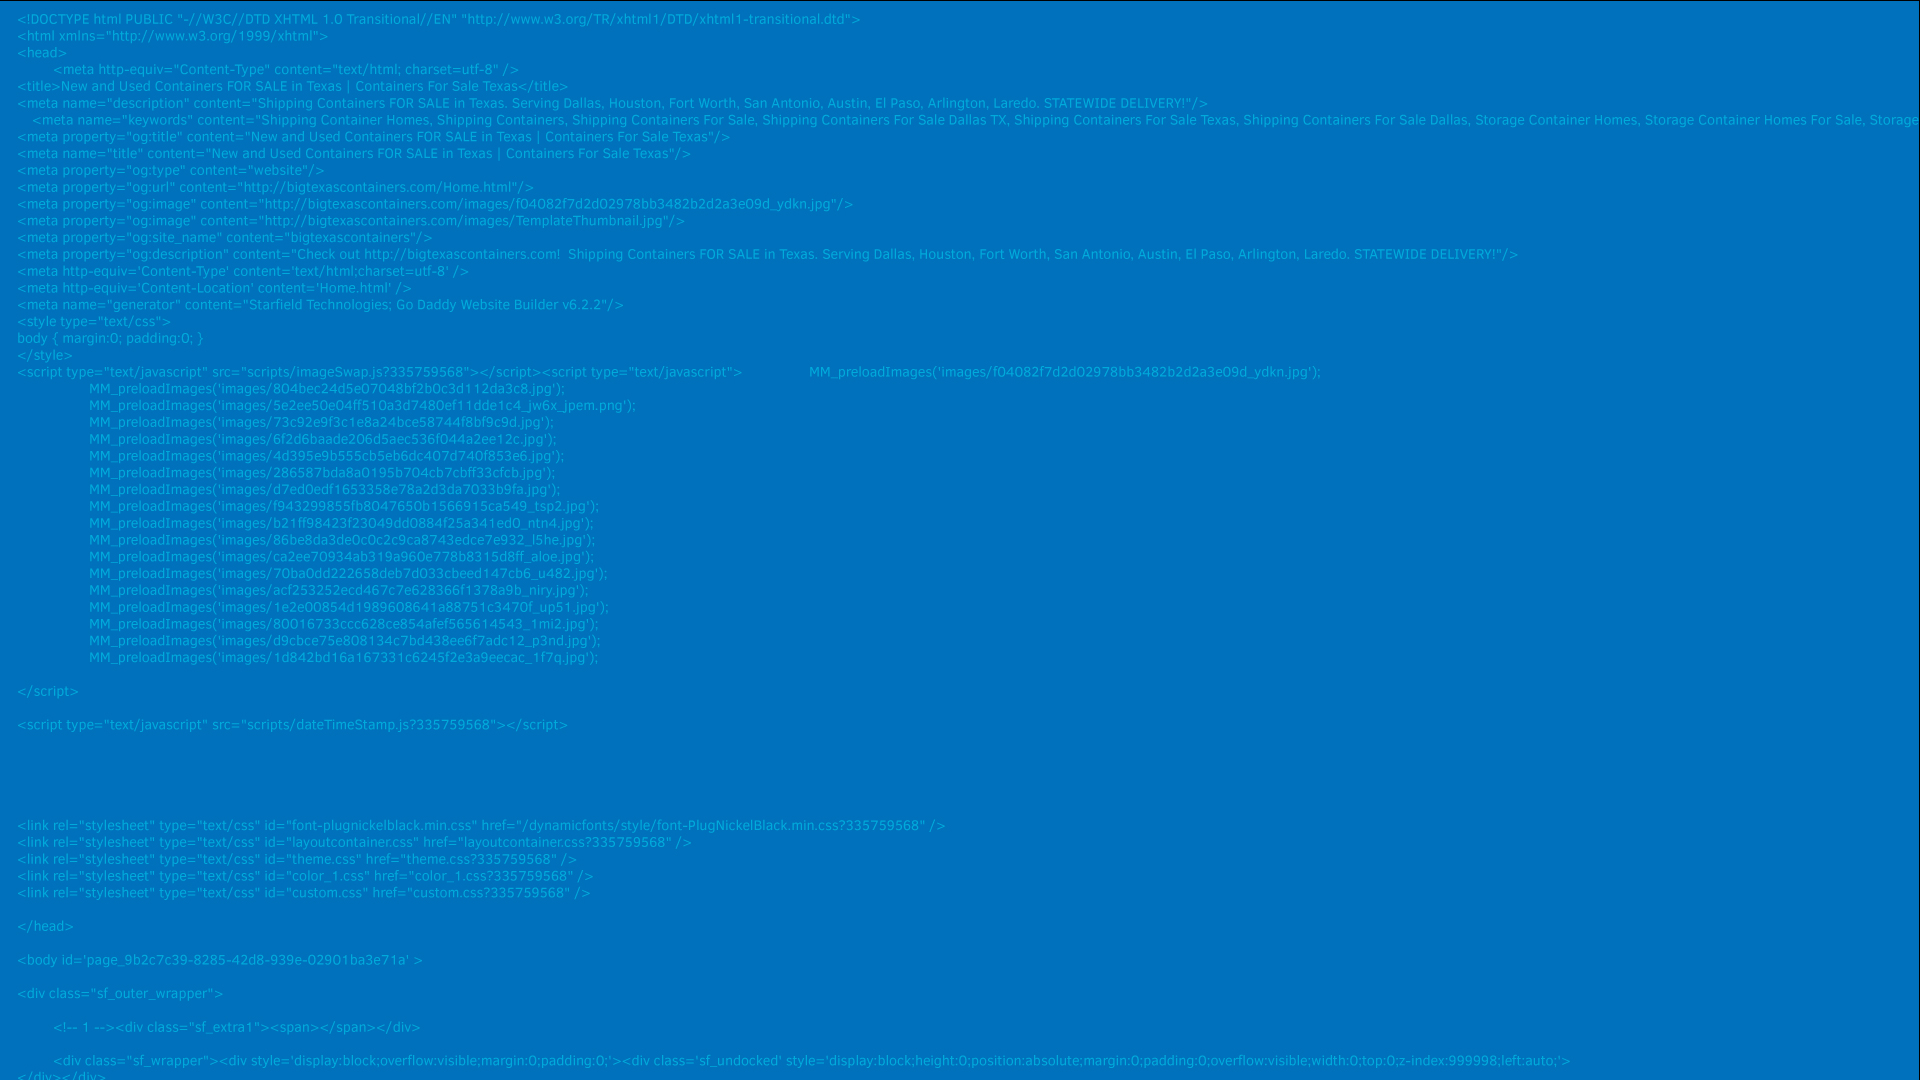 <!DOCTYPE html PUBLIC "-//W3C//DTD XHTML 1.0 Transitional//EN" "http://www.w3.org/TR/xhtml1/DTD/xhtml1-transitional.dtd">
<html xmlns="http://www.w3.org/1999/xhtml">
<head>
<meta http-equiv="Content-Type" content="text/html; charset=utf-8" />
<title>New and Used Containers FOR SALE in Texas | Containers For Sale Texas</title>
<meta name="description" content="Shipping Containers FOR SALE in Texas. Serving Dallas, Houston, Fort Worth, San Antonio, Austin, El Paso, Arlington, Laredo. STATEWIDE DELIVERY!"/>
<meta name="keywords" content="Shipping Container Homes, Shipping Containers, Shipping Containers For Sale, Shipping Containers For Sale Dallas TX, Shipping Containers For Sale Texas, Shipping Containers For Sale Dallas, Storage Container Homes, Storage Container Homes For Sale, Storage
<meta property="og:title" content="New and Used Containers FOR SALE in Texas | Containers For Sale Texas"/>
<meta name="title" content="New and Used Containers FOR SALE in Texas | Containers For Sale Texas"/>
<meta property="og:type" content="website"/>
<meta property="og:url" content="http://bigtexascontainers.com/Home.html"/>
<meta property="og:image" content="http://bigtexascontainers.com/images/f04082f7d2d02978bb3482b2d2a3e09d_ydkn.jpg"/>
<meta property="og:image" content="http://bigtexascontainers.com/images/TemplateThumbnail.jpg"/>
<meta property="og:site_name" content="bigtexascontainers"/>
<meta property="og:description" content="Check out http://bigtexascontainers.com!  Shipping Containers FOR SALE in Texas. Serving Dallas, Houston, Fort Worth, San Antonio, Austin, El Paso, Arlington, Laredo. STATEWIDE DELIVERY!"/>
<meta http-equiv='Content-Type' content='text/html;charset=utf-8' />
<meta http-equiv='Content-Location' content='Home.html' />
<meta name="generator" content="Starfield Technologies; Go Daddy Website Builder v6.2.2"/>
<style type="text/css">
body { margin:0; padding:0; }
</style>
<script type="text/javascript" src="scripts/imageSwap.js?335759568"></script><script type="text/javascript"> MM_preloadImages('images/f04082f7d2d02978bb3482b2d2a3e09d_ydkn.jpg');
MM_preloadImages('images/804bec24d5e07048bf2b0c3d112da3c8.jpg');
MM_preloadImages('images/5e2ee50e04ff510a3d7480ef11dde1c4_jw6x_jpem.png');
MM_preloadImages('images/73c92e9f3c1e8a24bce58744f8bf9c9d.jpg');
MM_preloadImages('images/6f2d6baade206d5aec536f044a2ee12c.jpg');
MM_preloadImages('images/4d395e9b555cb5eb6dc407d740f853e6.jpg');
MM_preloadImages('images/286587bda8a0195b704cb7cbff33cfcb.jpg');
MM_preloadImages('images/d7ed0edf1653358e78a2d3da7033b9fa.jpg');
MM_preloadImages('images/f943299855fb8047650b1566915ca549_tsp2.jpg');
MM_preloadImages('images/b21ff98423f23049dd0884f25a341ed0_ntn4.jpg');
MM_preloadImages('images/86be8da3de0c0c2c9ca8743edce7e932_l5he.jpg');
MM_preloadImages('images/ca2ee70934ab319a960e778b8315d8ff_aloe.jpg');
MM_preloadImages('images/70ba0dd222658deb7d033cbeed147cb6_u482.jpg');
MM_preloadImages('images/acf253252ecd467c7e628366f1378a9b_niry.jpg');
MM_preloadImages('images/1e2e00854d1989608641a88751c3470f_up51.jpg');
MM_preloadImages('images/80016733ccc628ce854afef565614543_1mi2.jpg');
MM_preloadImages('images/d9cbce75e808134c7bd438ee6f7adc12_p3nd.jpg');
MM_preloadImages('images/1d842bd16a167331c6245f2e3a9eecac_1f7q.jpg');
</script>
<script type="text/javascript" src="scripts/dateTimeStamp.js?335759568"></script>
<link rel="stylesheet" type="text/css" id="font-plugnickelblack.min.css" href="/dynamicfonts/style/font-PlugNickelBlack.min.css?335759568" />
<link rel="stylesheet" type="text/css" id="layoutcontainer.css" href="layoutcontainer.css?335759568" />
<link rel="stylesheet" type="text/css" id="theme.css" href="theme.css?335759568" />
<link rel="stylesheet" type="text/css" id="color_1.css" href="color_1.css?335759568" />
<link rel="stylesheet" type="text/css" id="custom.css" href="custom.css?335759568" />
</head>
<body id='page_9b2c7c39-8285-42d8-939e-02901ba3e71a' >
<div class="sf_outer_wrapper">
<!-- 1 --><div class="sf_extra1"><span></span></div>
<div class="sf_wrapper"><div style='display:block;overflow:visible;margin:0;padding:0;'><div class='sf_undocked' style='display:block;height:0;position:absolute;margin:0;padding:0;overflow:visible;width:0;top:0;z-index:999998;left:auto;'>
</div></div>